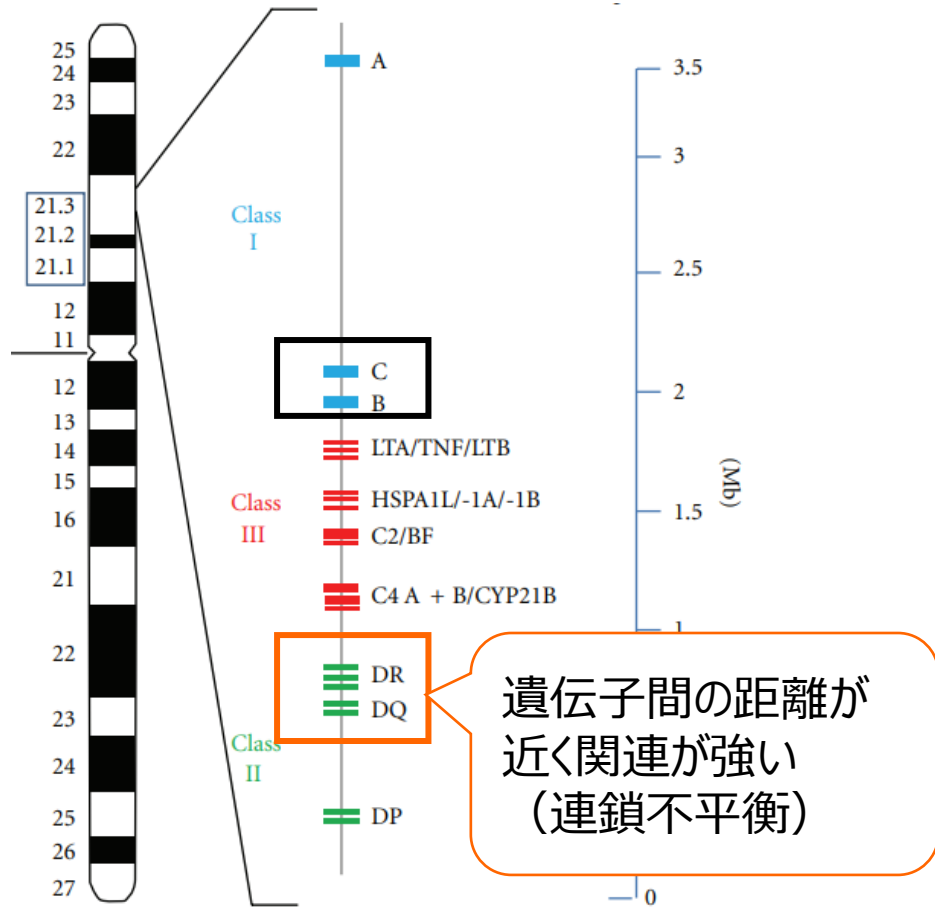 25
24
23
22
21.3
21.2
21.1
12
11
12
13
14
15
16
21
22
23
24
25
26
27
Class
I
Class
III
Class
II
A
C
B
LTA/TNF/LTB
HSPA1L/-1A/-1B
C2/BF
C4 A + B/CYP21B
DR
DQ
DP
3.5
3
2.5
2
1.5
1
0
(Mb)
遺伝子間の距離が
近く関連が強い
（連鎖不平衡）